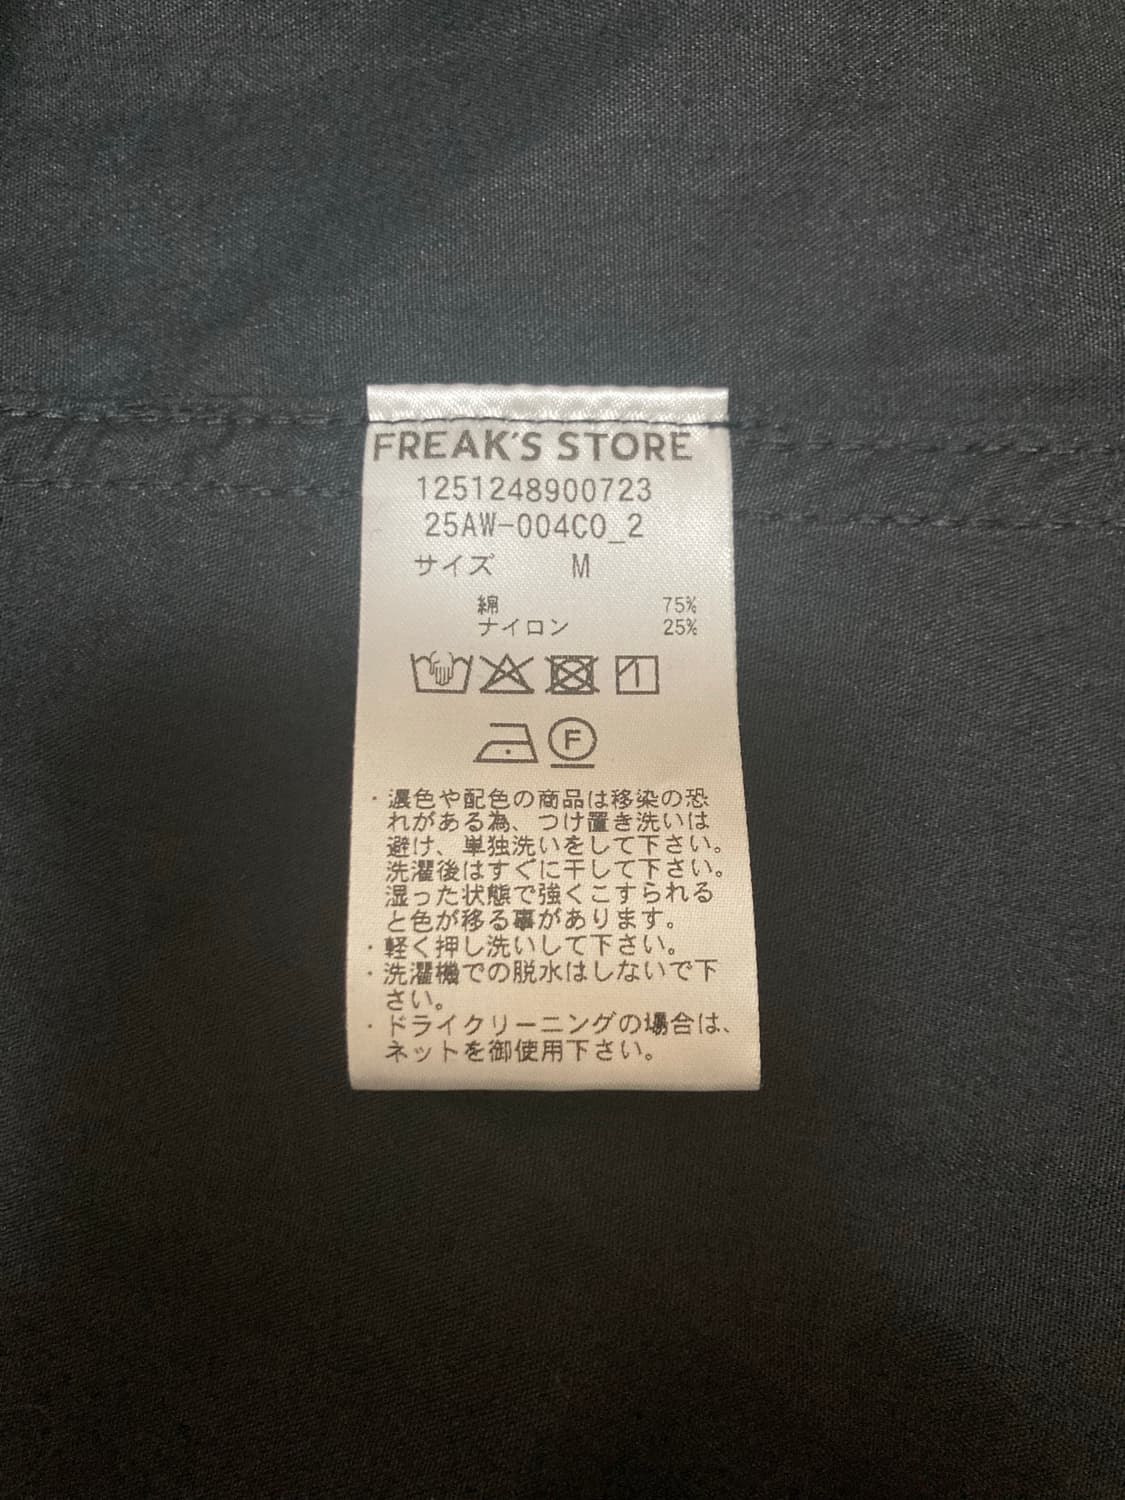 FREAK'S STORE
1251248900723
25AW-004CO_2
サイズ M
綿 75%
ナイロン 25%
F
・濃色や配色の商品は移染の恐
れがある為、つけ置き洗いは
避け、単独洗いをして下さい。
洗濯後はすぐに干して下さい。
湿った状態で強くこすられる
と色が移る事があります。
・軽く押し洗いして下さい。
・洗濯機での脱水はしないで下
さい。
・ドライクリーニングの場合は、
ネットを御使用下さい。